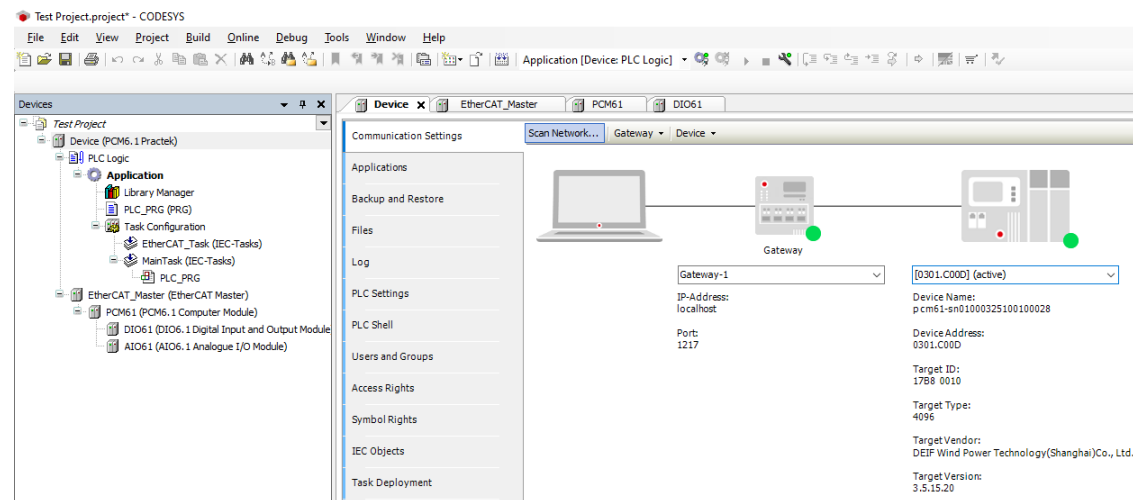 Test Project.project* - CODESYS
File Edit View Project Build Online Debug Tools Window Help
Application [Device: PLC Logic]
Devices
Device
EtherCAT_Master
PCM61
DIO61
Test Project
Device (PCM6.1 Practek)
PLC Logic
Application
Library Manager
PLC_PRG (PRG)
Task Configuration
EtherCAT_Task (IEC-Tasks)
MainTask (IEC-Tasks)
PLC_PRG
EtherCAT_Master (EtherCAT Master)
PCM61 (PCM6.1 Computer Module)
DIO61 (DIO6.1 Digital Input and Output Module
AIO61 (AIO6.1 Analogue I/O Module)
Communication Settings
Applications
Backup and Restore
Files
Log
PLC Settings
PLC Shell
Users and Groups
Access Rights
Symbol Rights
IEC Objects
Task Deployment
Scan Network... Gateway Device
Gateway
Gateway-1
IP-Address:
localhost
Port:
1217
[0301.C00D] (active)
Device Name:
pcm61-sn01000325100100028
Device Address:
0301.C00D
Target ID:
17B8 0010
Target Type:
4096
Target Vendor:
DEIF Wind Power Technology(Shanghai)Co., Ltd.
Target Version:
3.5.15.20